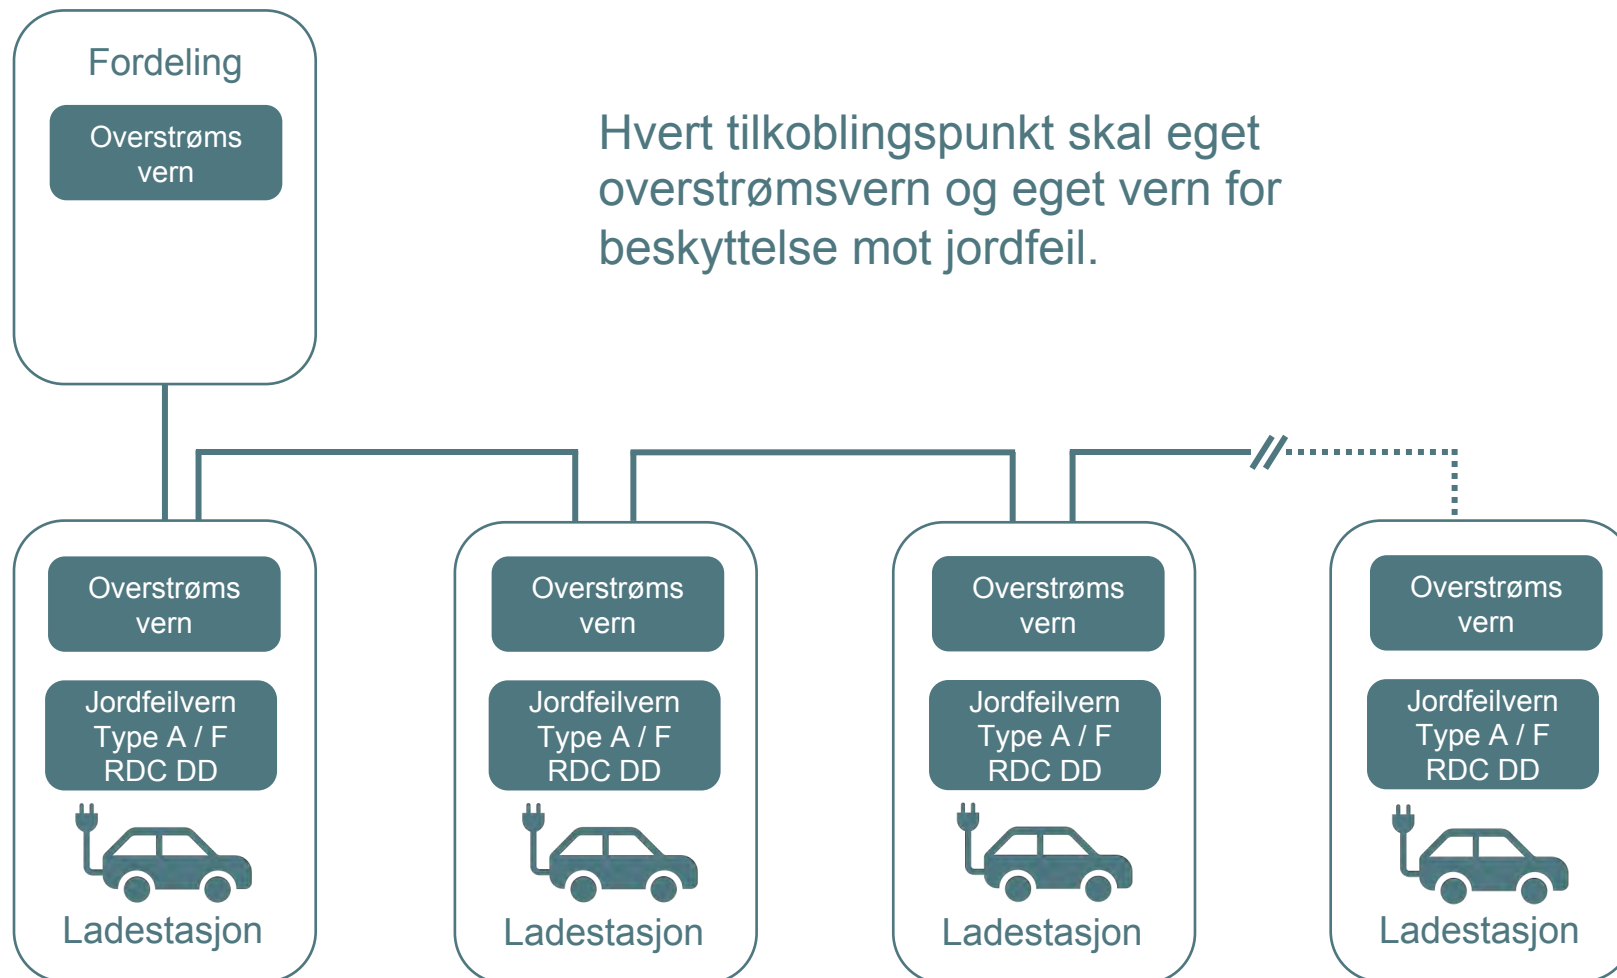 Fordeling
Overstrøms
vern
Hvert tilkoblingspunkt skal eget
overstrømsvern og eget vern for
beskyttelse mot jordfeil.
Overstrøms
vern
Jordfeilvern
Type A / F
RDC DD
Ladestasjon
Overstrøms
vern
Jordfeilvern
Type A / F
RDC DD
Ladestasjon
Overstrøms
vern
Jordfeilvern
Type A / F
RDC DD
Ladestasjon
Overstrøms
vern
Jordfeilvern
Type A / F
RDC DD
Ladestasjon